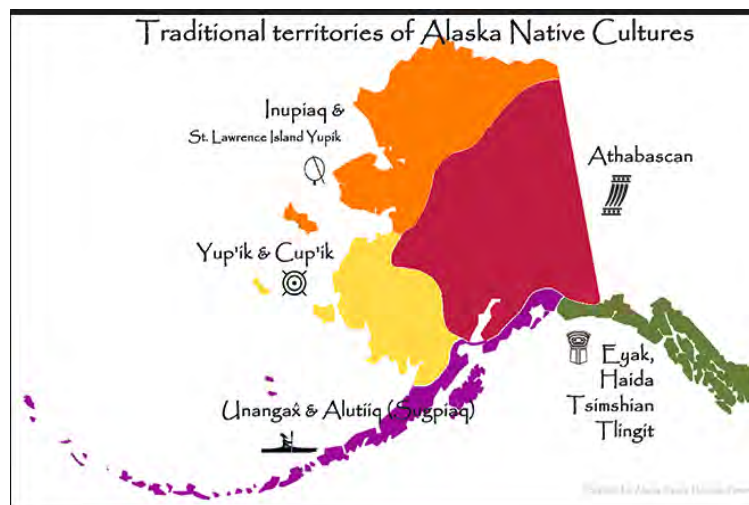 Traditional territories of Alaska Native Cultures
Inupiaq &
St. Lawrence Island Yupik
Athabascan
Yup'ik & Cup'ik
Eyak,
Haida
Tsimshian
Tlingit
Unangax̂ & Alutiiq (Sugpiaq)